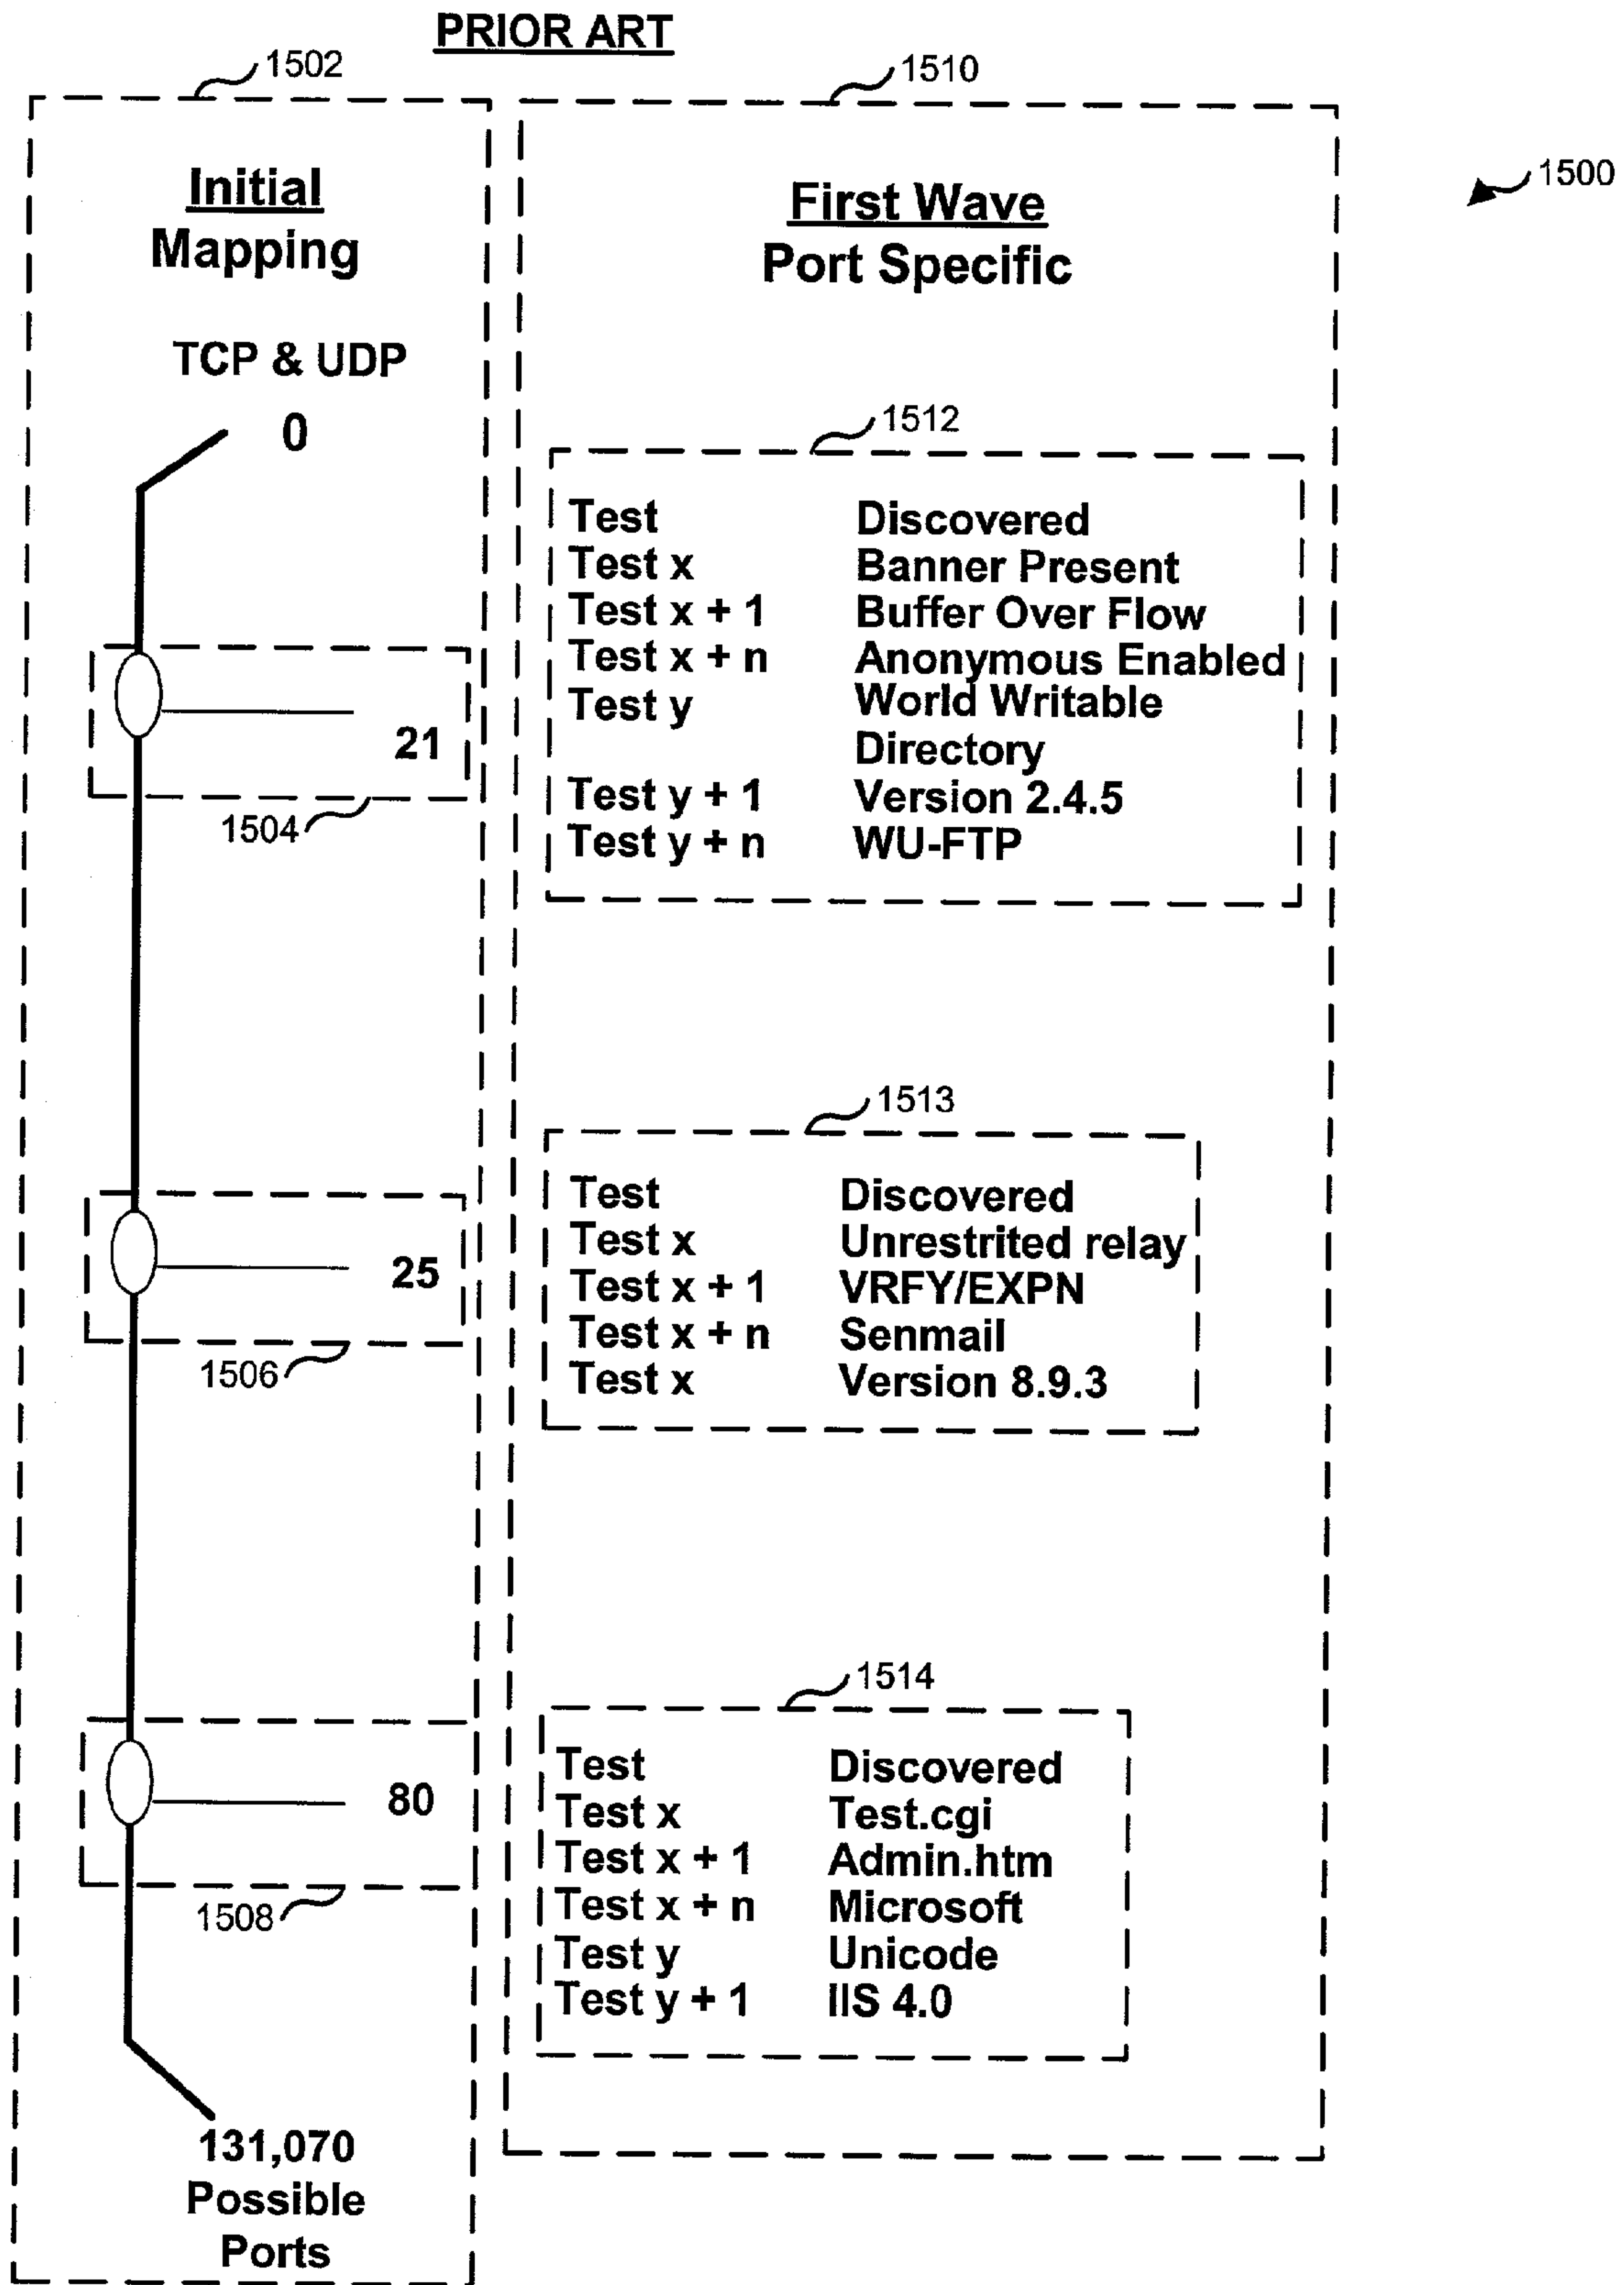 PRIOR ART
1502
1510
1500
Initial
Mapping
TCP & UDP
0
21
1504
25
1506
80
1508
131,070
Possible
Ports
First Wave
Port Specific
1512
Test Discovered
Test x Banner Present
Test x + 1 Buffer Over Flow
Test x + n Anonymous Enabled
Test y World Writable
Directory
Test y + 1 Version 2.4.5
Test y + n WU-FTP
1513
Test Discovered
Test x Unrestrited relay
Test x + 1 VRFY/EXPN
Test x + n Senmail
Test x Version 8.9.3
1514
Test Discovered
Test x Test.cgi
Test x + 1 Admin.htm
Test x + n Microsoft
Test y Unicode
Test y + 1 IIS 4.0